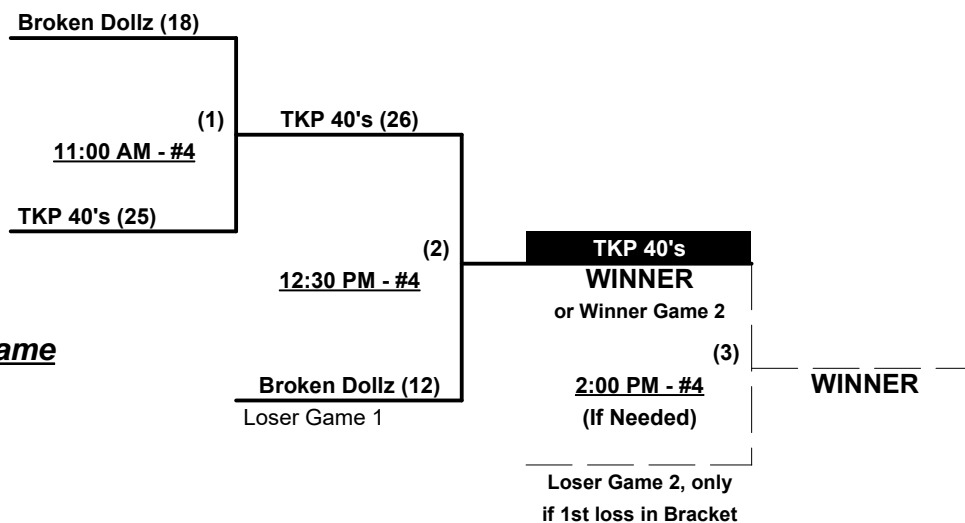 Broken Dollz (18)
(1)
11:00 AM - #4
TKP 40's (25)
TKP 40's (26)
(2)
12:30 PM - #4
Broken Dollz (12)
Loser Game 1
TKP 40's
WINNER
or Winner Game 2
(3)
2:00 PM - #4
(If Needed)
Loser Game 2, only
if 1st loss in Bracket
WINNER